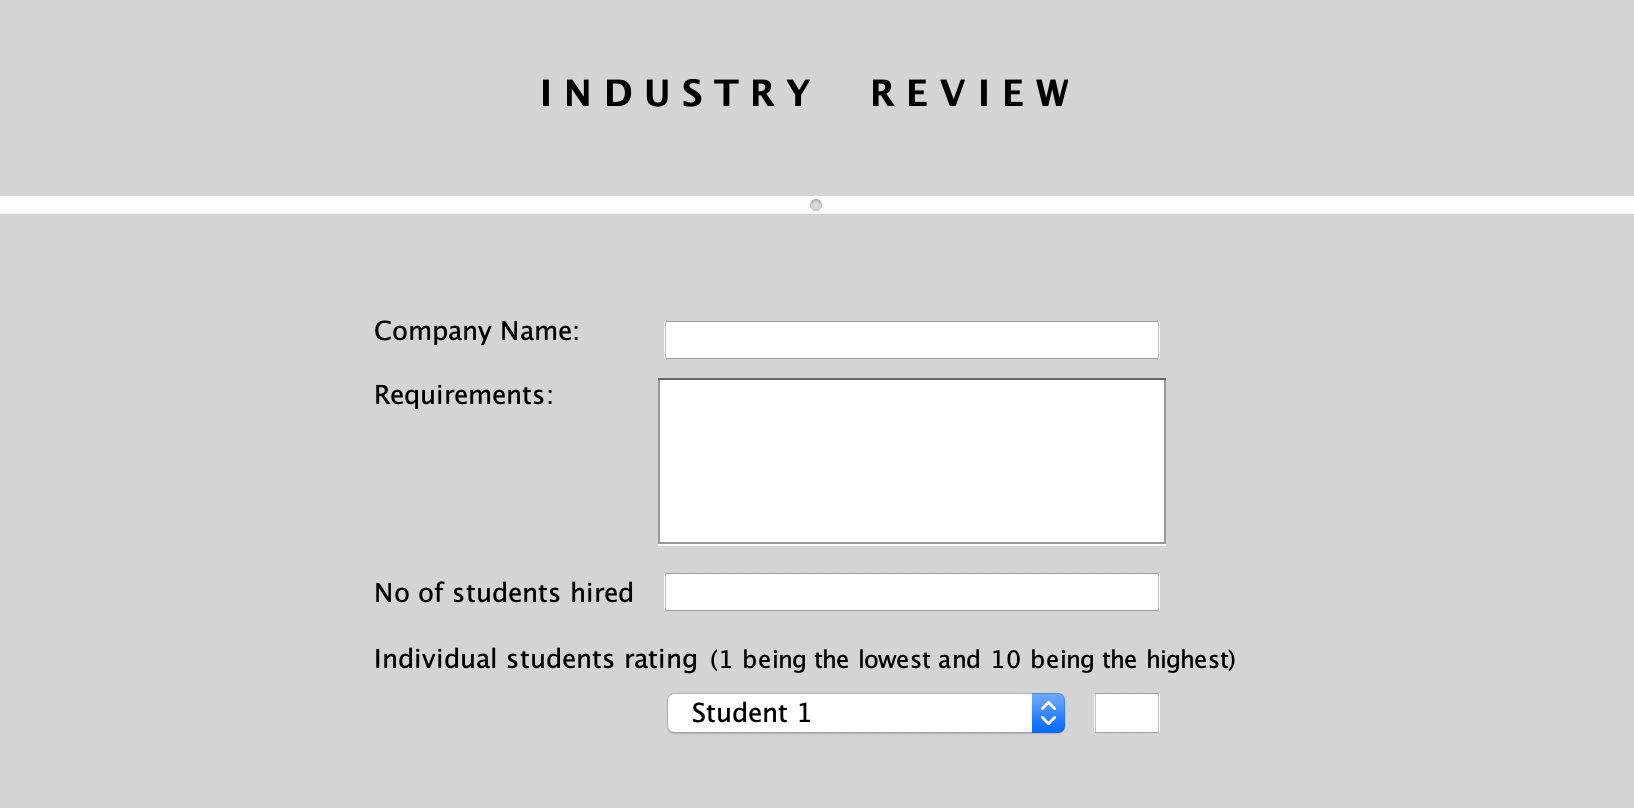 INDUSTRY REVIEW
Company Name:
Requirements:
No of students hired
Individual students rating (1 being the lowest and 10 being the highest)
Student 1